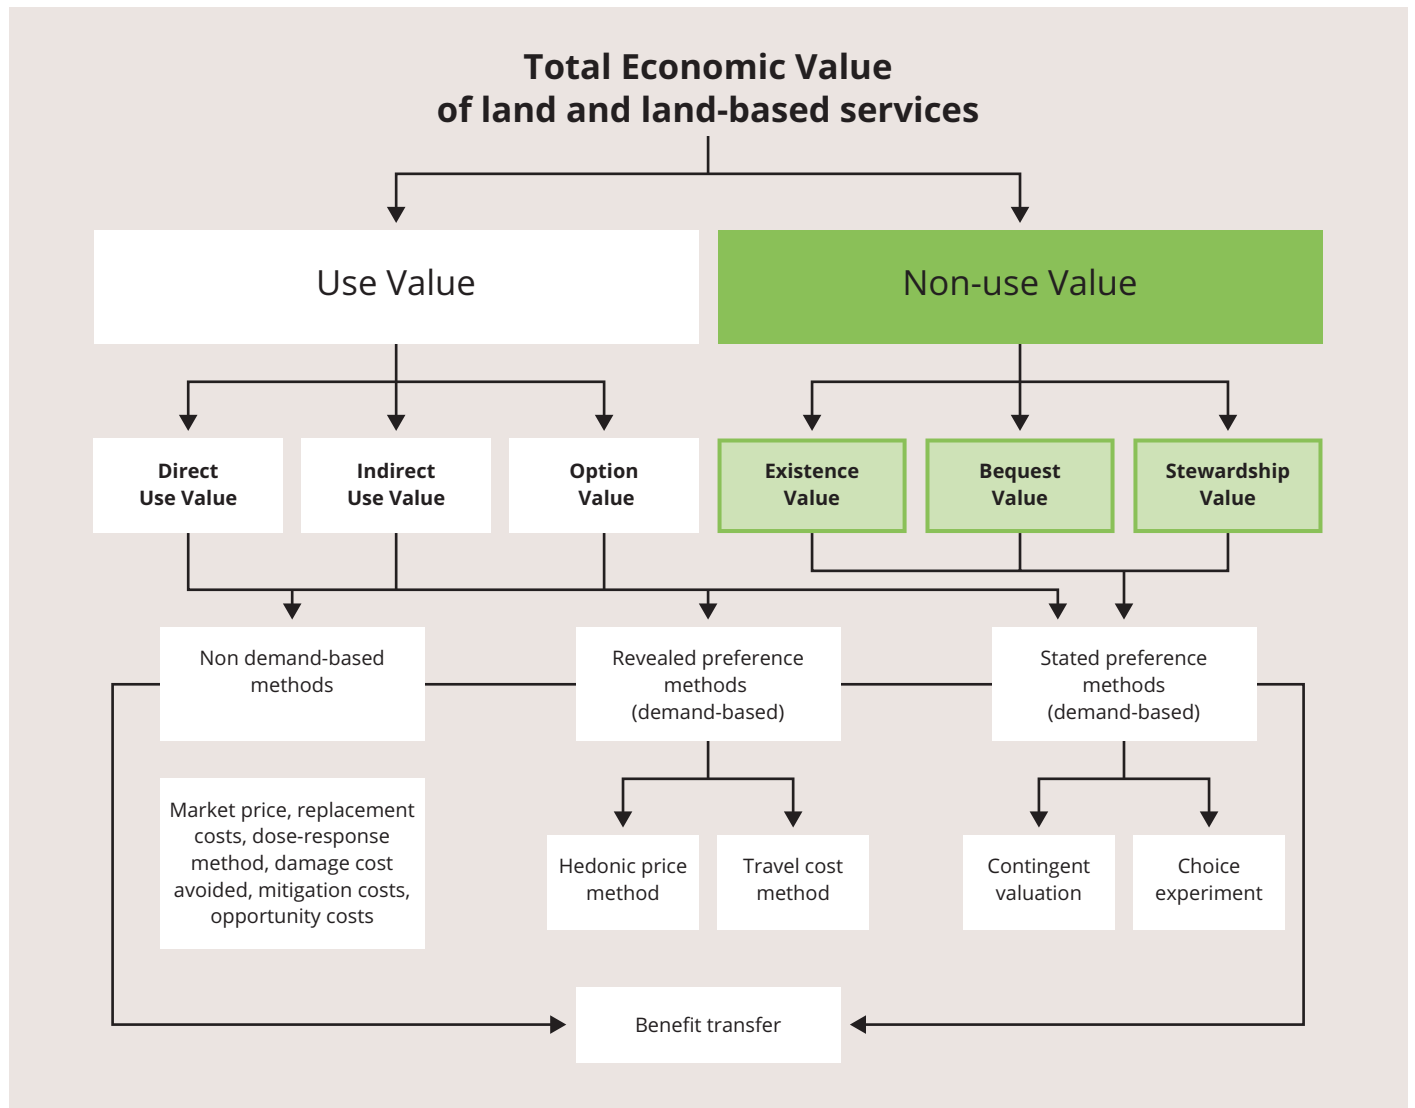 Total Economic Value
of land and land-based services
Use Value
Non-use Value
Direct
Use Value
Indirect
Use Value
Option
Value
Existence
Value
Bequest
Value
Stewardship
Value
Non demand-based
methods
Revealed preference
methods
(demand-based)
Stated preference
methods
(demand-based)
Market price, replacement
costs, dose-response
method, damage cost
avoided, mitigation costs,
opportunity costs
Hedonic price
method
Travel cost
method
Contingent
valuation
Choice
experiment
Benefit transfer